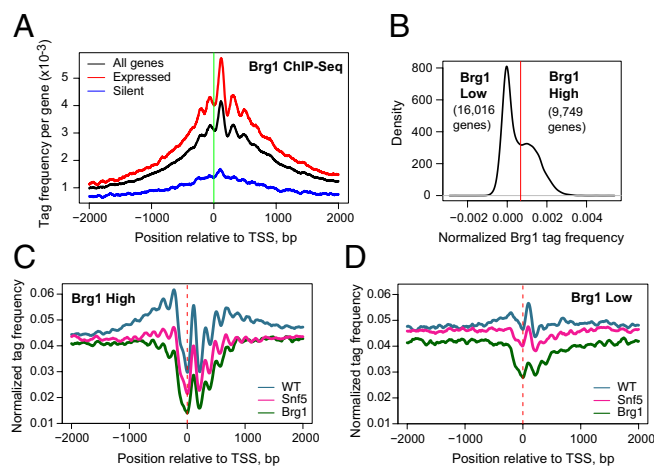 A
Brg1 ChIP-Seq
All genes
Expressed
Silent
Tag frequency per gene (x10-3)
5
4
3
2
1
-2000 -1000 0 1000 2000
Position relative to TSS, bp
B
Brg1
Low
(16,016
genes)
Brg1
High
(9,749
genes)
Density
800
600
400
200
0
-0.002 0.000 0.002 0.004
Normalized Brg1 tag frequency
C
Brg1 High
Normalized tag frequency
0.06
0.05
0.04
0.03
0.02
0.01
WT
Snf5
Brg1
-2000 -1000 0 1000 2000
Position relative to TSS, bp
D
Brg1 Low
Normalized tag frequency
0.06
0.05
0.04
0.03
0.02
0.01
WT
Snf5
Brg1
-2000 -1000 0 1000 2000
Position relative to TSS, bp